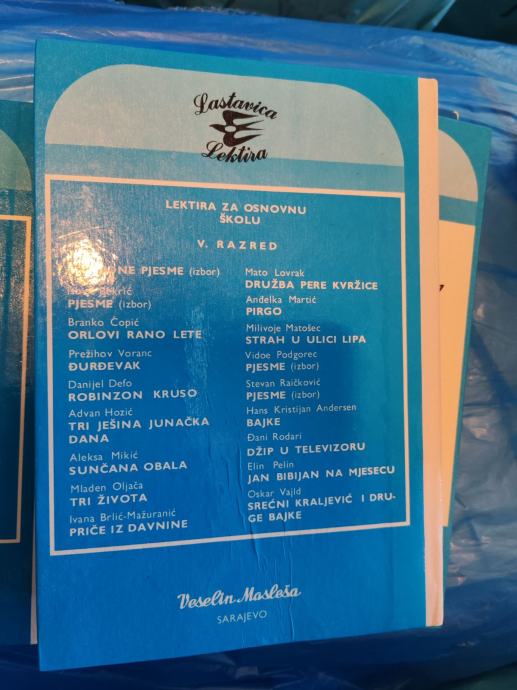 Lastavica
Lektira
LEKTIRA ZA OSNOVNU
ŠKOLU
V. RAZRED
NE PJESME (izbor)
PJESME (izbor)
Branko Ćopić
ORLOVI RANO LETE
Prežihov Voranc
ĐURĐEVAK
Danijel Defo
ROBINZON KRUSO
Advan Hozić
TRI JEŠINA JUNAČKA
DANA
Aleksa Mikić
SUNČANA OBALA
Mladen Oljača
TRI ŽIVOTA
Ivana Brlić-Mažuranić
PRIČE IZ DAVNINE
Mato Lovrak
DRUŽBA PERE KVRŽICE
Anđelka Martić
PIRGO
Milivoje Matošec
STRAH U ULICI LIPA
Vidoe Podgorec
PJESME (izbor)
Stevan Raičković
PJESME (izbor)
Hans Kristijan Andersen
BAJKE
Đani Rodari
DŽIP U TELEVIZORU
Elin Pelin
JAN BIBIJAN NA MJESECU
Oskar Vajld
SREĆNI KRALJEVIĆ I DRU-
GE BAJKE
Veselin Masleša
SARAJEVO